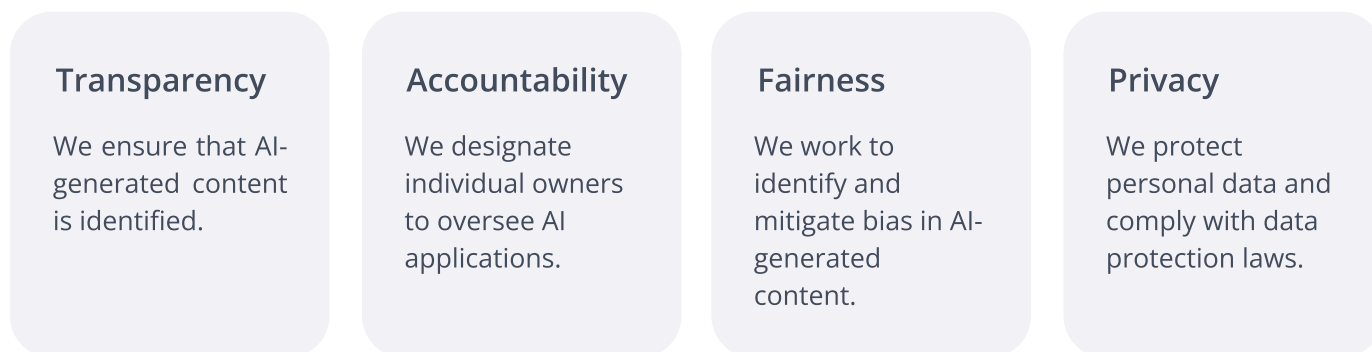 Transparency
We ensure that AI-
generated content
is identified.
Accountability
We designate
individual owners
to oversee AI
applications.
Fairness
We work to
identify and
mitigate bias in AI-
generated
content.
Privacy
We protect
personal data and
comply with data
protection laws.